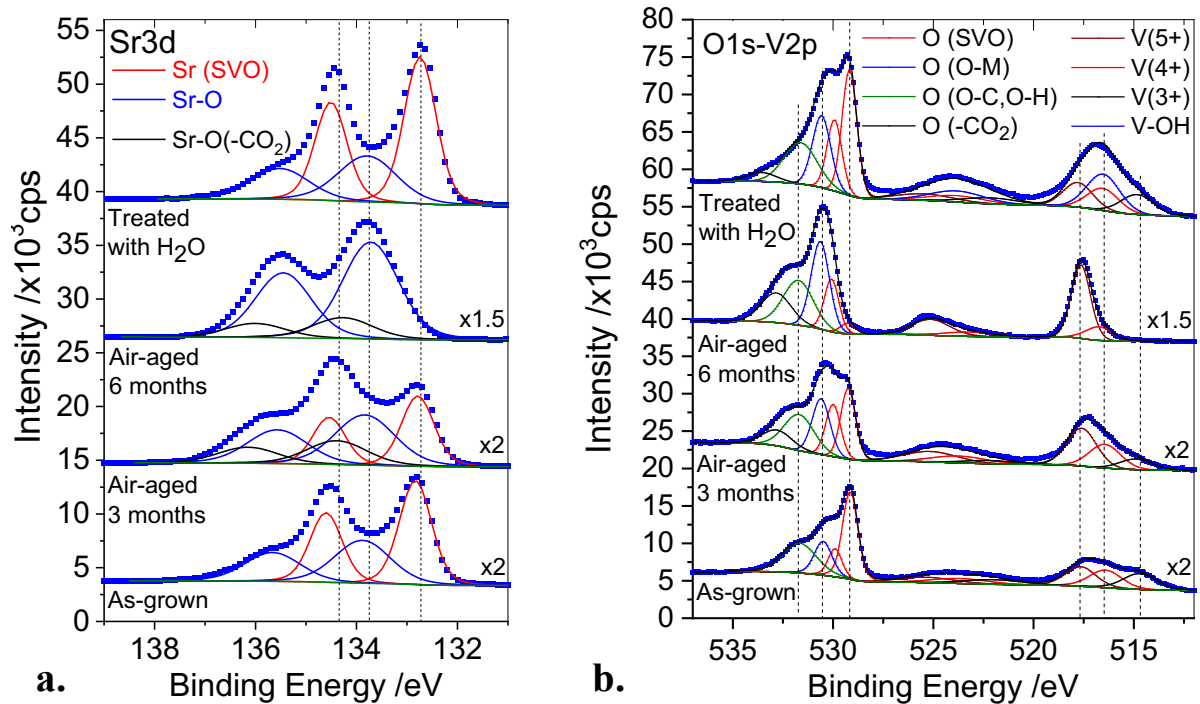 Sr3d
Sr (SVO)
Sr-O
Sr-O(-CO₂)
55
50
45
40
35
30
25
20
15
10
5
0
Intensity /x10³cps
Treated
with H₂O
x1.5
Air-aged
6 months
x2
Air-aged
3 months
x2
As-grown
138 136 134 132
Binding Energy /eV
a.
O1s-V2p
O (SVO)
O (O-M)
O (O-C,O-H)
O (-CO₂)
V(5+)
V(4+)
V(3+)
V-OH
80
75
70
65
60
55
50
45
40
35
30
25
20
15
10
5
0
Intensity /x10³cps
Treated
with H₂O
x1.5
Air-aged
6 months
x2
Air-aged
3 months
x2
As-grown
535 530 525 520 515
Binding Energy /eV
b.